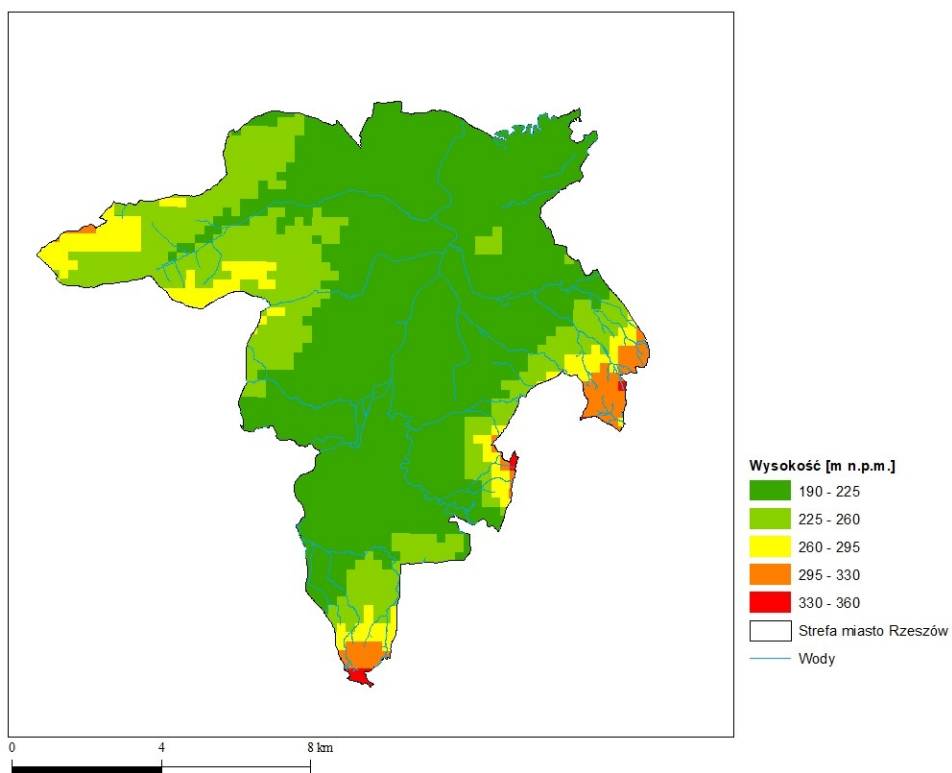 Wysokość [m n.p.m.]
190 - 225
225 - 260
260 - 295
295 - 330
330 - 360
Strefa miasto Rzeszów
Wody
0 4 8 km